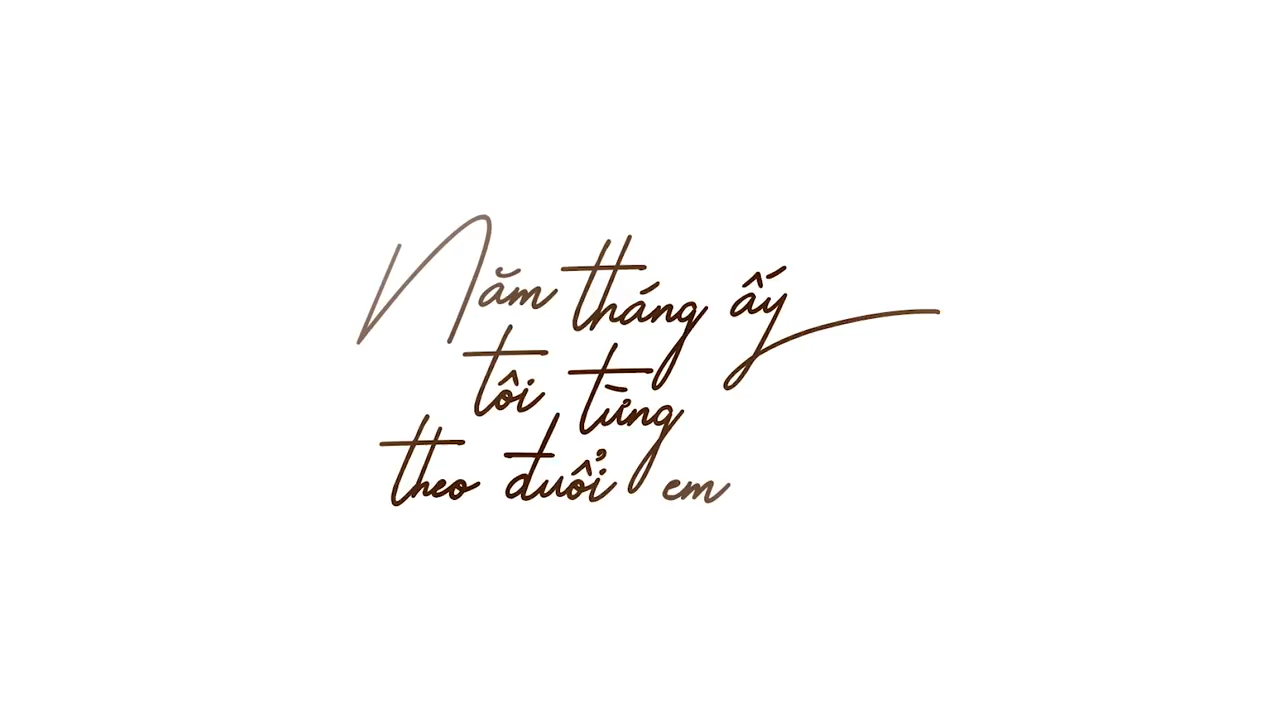 Năm tháng ấy
tôi từng
theo đuổi em